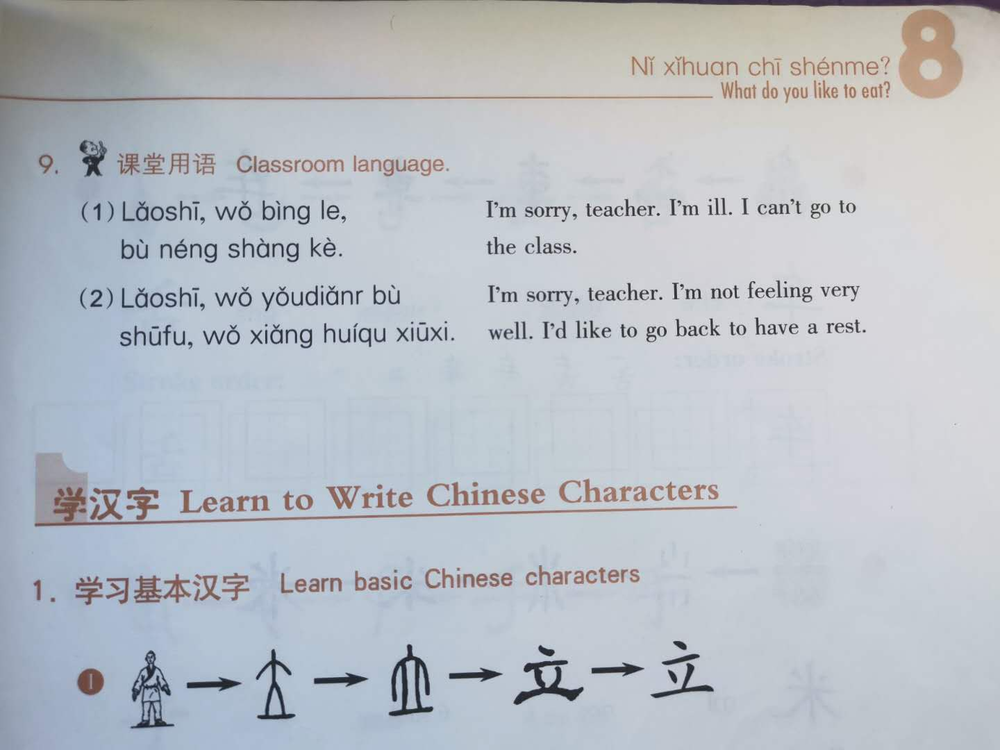 Nǐ xǐhuan chī shénme?
What do you like to eat?
8
9. 课堂用语 Classroom language.
(1) Lǎoshī, wǒ bìng le,
bù néng shàng kè.
I'm sorry, teacher. I'm ill. I can't go to
the class.
(2) Lǎoshī, wǒ yǒudiǎnr bù
shūfu, wǒ xiǎng huíqu xiūxi.
I'm sorry, teacher. I'm not feeling very
well. I'd like to go back to have a rest.
学汉字 Learn to Write Chinese Characters
1. 学习基本汉字 Learn basic Chinese characters
1 立 立